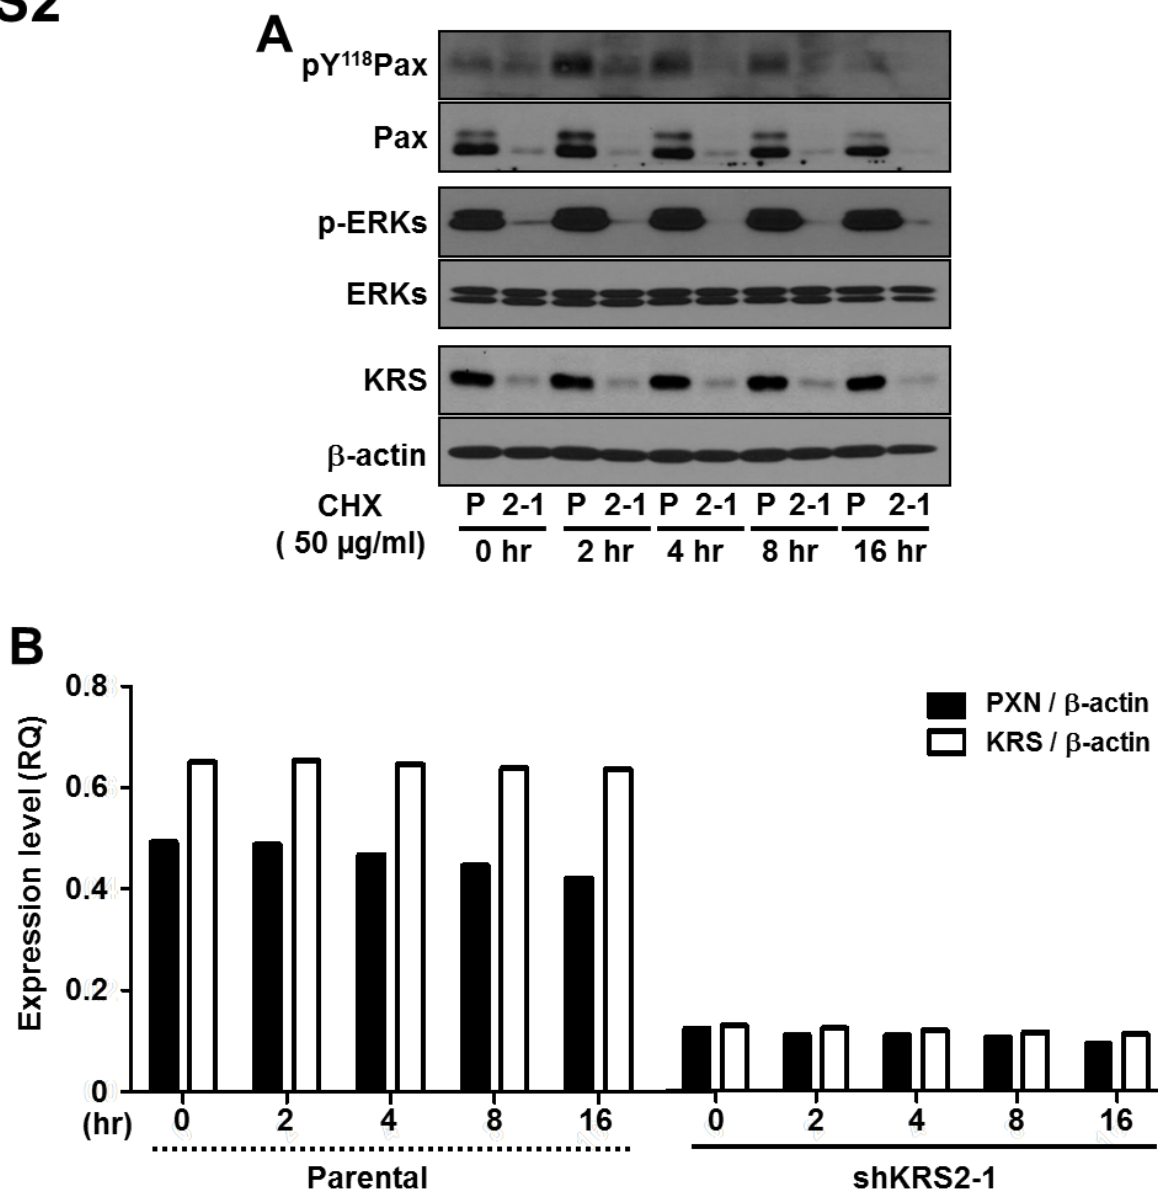 S2
A
pY¹¹⁸Pax
Pax
p-ERKs
ERKs
KRS
β-actin
CHX P 2-1 P 2-1 P 2-1 P 2-1 P 2-1
( 50 µg/ml) 0 hr 2 hr 4 hr 8 hr 16 hr
B
Expression level (RQ)
0.8
0.6
0.4
0.2
0
PXN / β-actin
KRS / β-actin
(hr) 0 2 4 8 16 0 2 4 8 16
Parental shKRS2-1